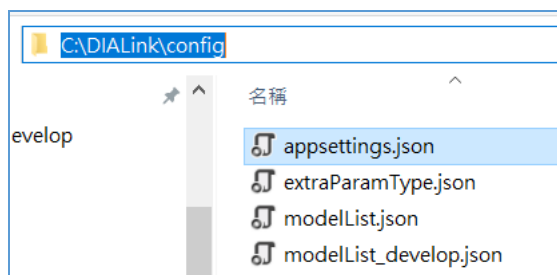 C:\DIALink\config
名稱
evelop
appsettings.json
extraParamType.json
modelList.json
modelList_develop.json